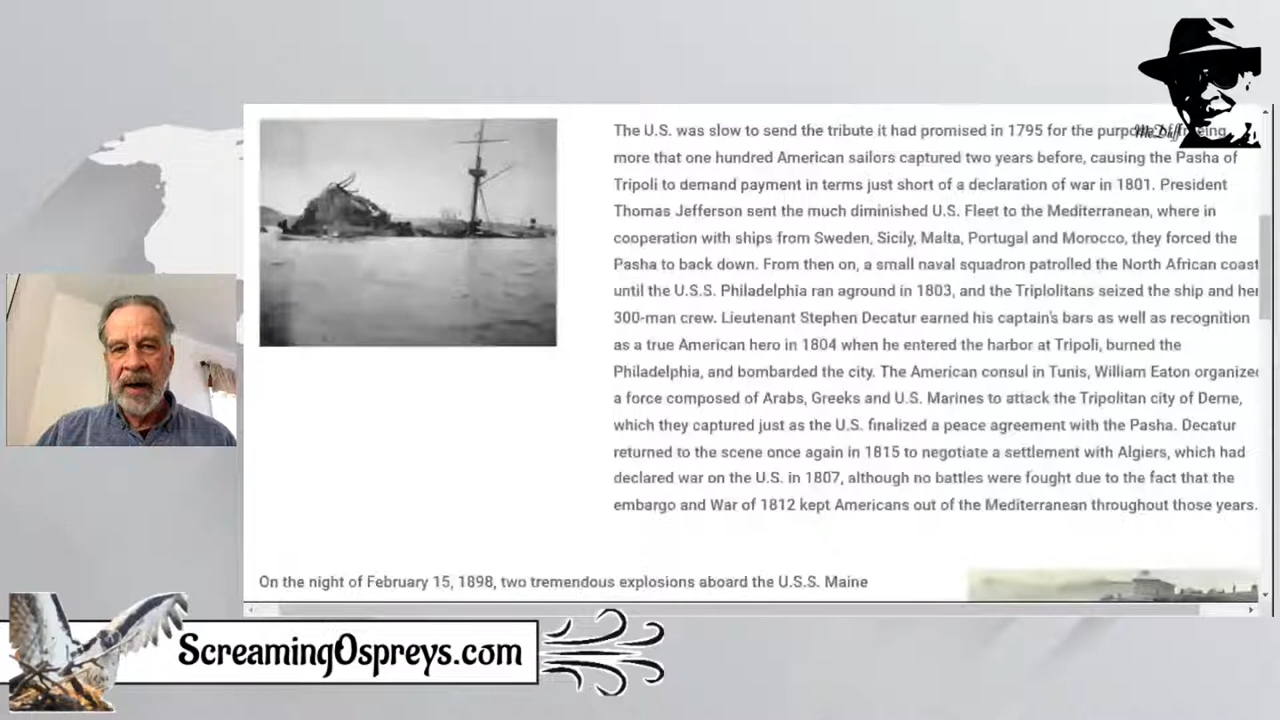 The U.S. was slow to send the tribute it had promised in 1795 for the purpose of freeing
more that one hundred American sailors captured two years before, causing the Pasha of
Tripoli to demand payment in terms just short of a declaration of war in 1801. President
Thomas Jefferson sent the much diminished U.S. Fleet to the Mediterranean, where in
cooperation with ships from Sweden, Sicily, Malta, Portugal and Morocco, they forced the
Pasha to back down. From then on, a small naval squadron patrolled the North African coast
until the U.S.S. Philadelphia ran aground in 1803, and the Triplolitans seized the ship and her
300-man crew. Lieutenant Stephen Decatur earned his captain's bars as well as recognition
as a true American hero in 1804 when he entered the harbor at Tripoli, burned the
Philadelphia, and bombarded the city. The American consul in Tunis, William Eaton organized
a force composed of Arabs, Greeks and U.S. Marines to attack the Tripolitan city of Derne,
which they captured just as the U.S. finalized a peace agreement with the Pasha. Decatur
returned to the scene once again in 1815 to negotiate a settlement with Algiers, which had
declared war on the U.S. in 1807, although no battles were fought due to the fact that the
embargo and War of 1812 kept Americans out of the Mediterranean throughout those years.
On the night of February 15, 1898, two tremendous explosions aboard the U.S.S. Maine
ScreamingOspreys.com